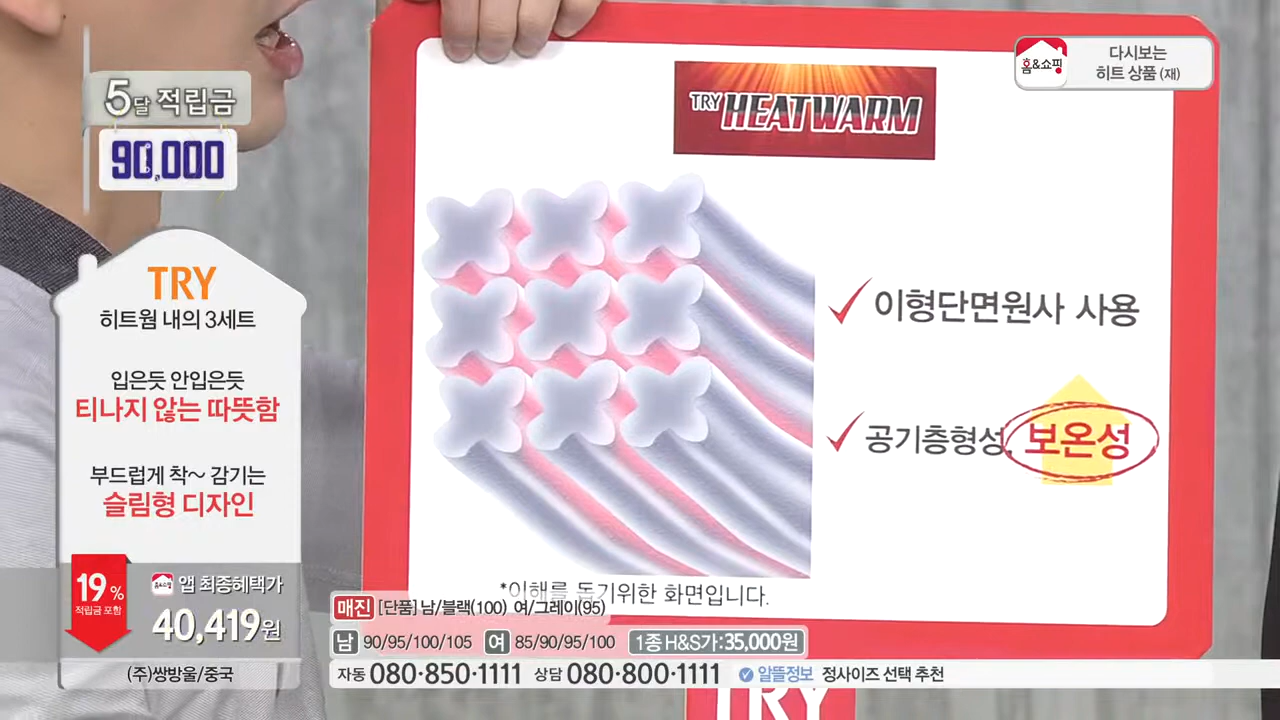 5달 적립금
90,000
TRY
히트웜 내의 3세트
입은듯 안입은듯
티나지 않는 따뜻함
부드럽게 착~ 감기는
슬림형 디자인
19%
적립금 포함
홈&쇼핑 앱 최종혜택가
40,419원
(주)쌍방울/중국
홈&쇼핑
다시보는
히트 상품 (재)
TRY HEATWARM
이형단면원사 사용
공기층형성, 보온성
*이해를 돕기위한 화면입니다.
매진 [단품] 남/블랙(100) 여/그레이(95)
남 90/95/100/105 여 85/90/95/100 1종 H&S가:35,000원
자동 080·850·1111 상담 080·800·1111 알뜰정보 정사이즈 선택 추천
TRY